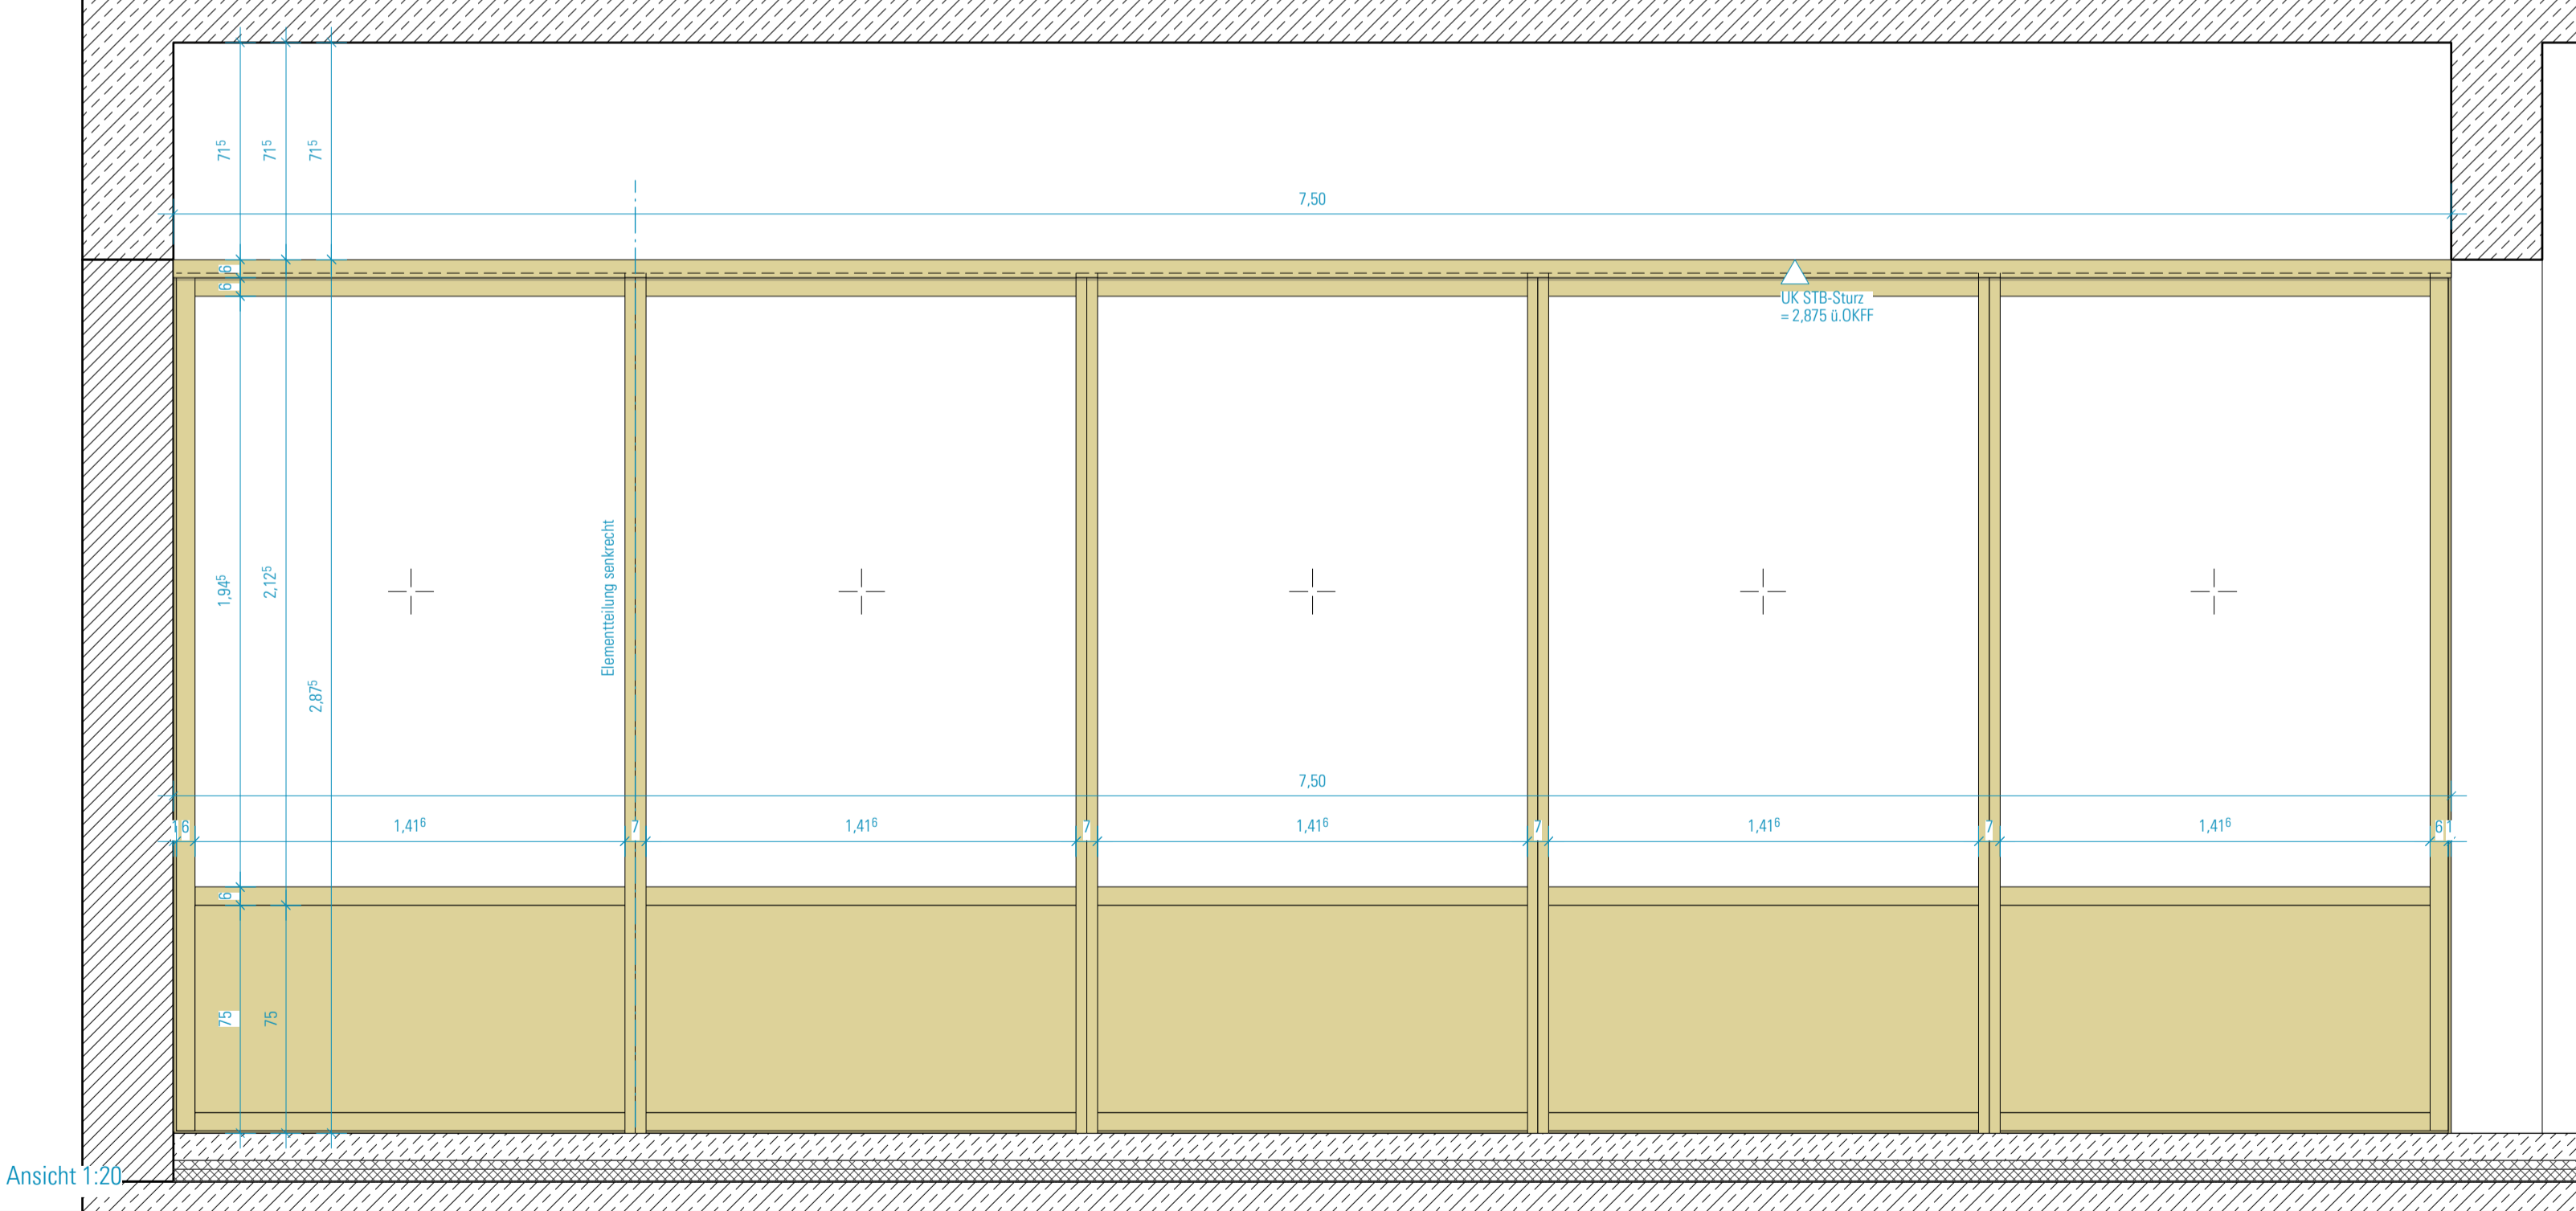 71⁵ 71⁵ 71⁵
7,50
6
6
UK STB-Sturz
= 2,875 ü.OKFF
Elementteilung senkrecht
1,94⁵ 2,12⁵
2,87⁵
7,50
1 6 1,41⁶ 7 1,41⁶ 7 1,41⁶ 7 1,41⁶ 7 1,41⁶ 6 1
6
75 75
Ansicht 1:20